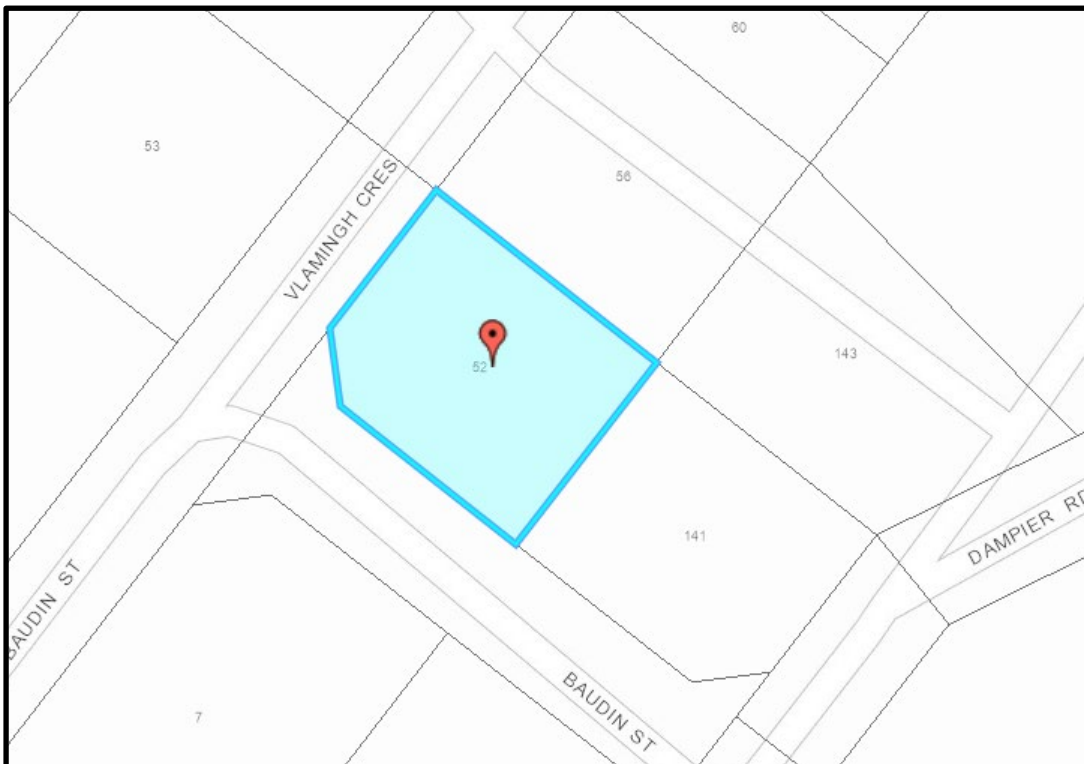 60
53
56
VLAMINGH CRES
52
143
141
DAMPIER RD
BAUDIN ST
BAUDIN ST
7